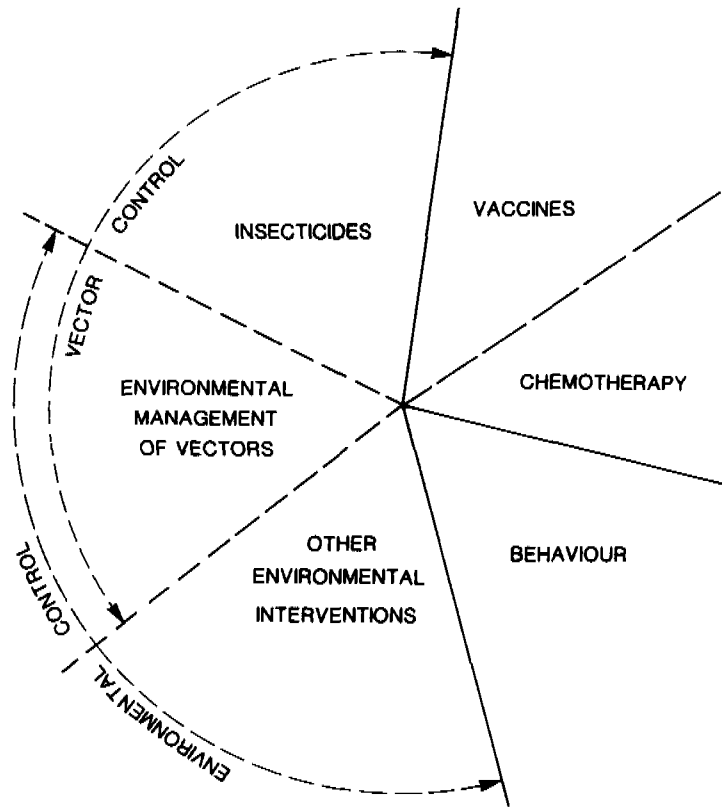 CONTROL
VECTOR
INSECTICIDES
VACCINES
ENVIRONMENTAL
MANAGEMENT
OF VECTORS
CHEMOTHERAPY
CONTROL
ENVIRONMENTAL
OTHER
ENVIRONMENTAL
INTERVENTIONS
BEHAVIOUR